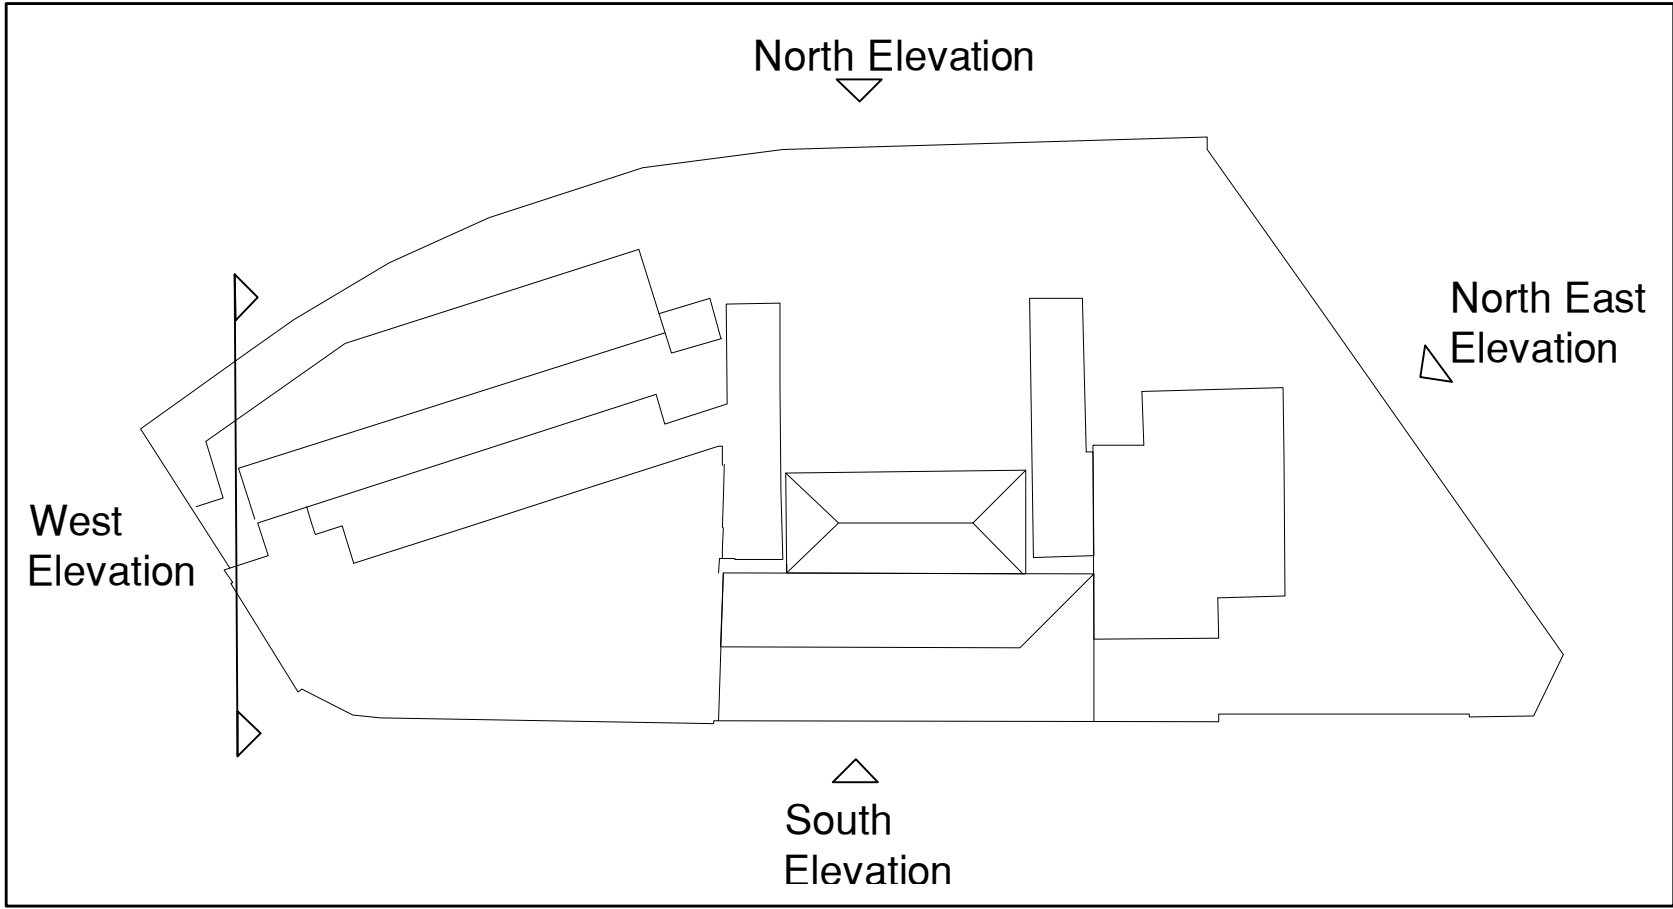 North Elevation
North East
Elevation
West
Elevation
South
Elevation